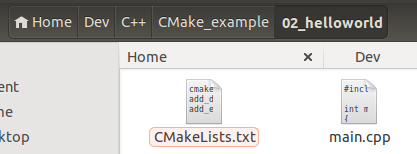 Home Dev C++ CMake_example 02_helloworld
Home Dev
ent
me
ktop
cmake
add_d
add_e
#incl
int m
{
CMakeLists.txt main.cpp